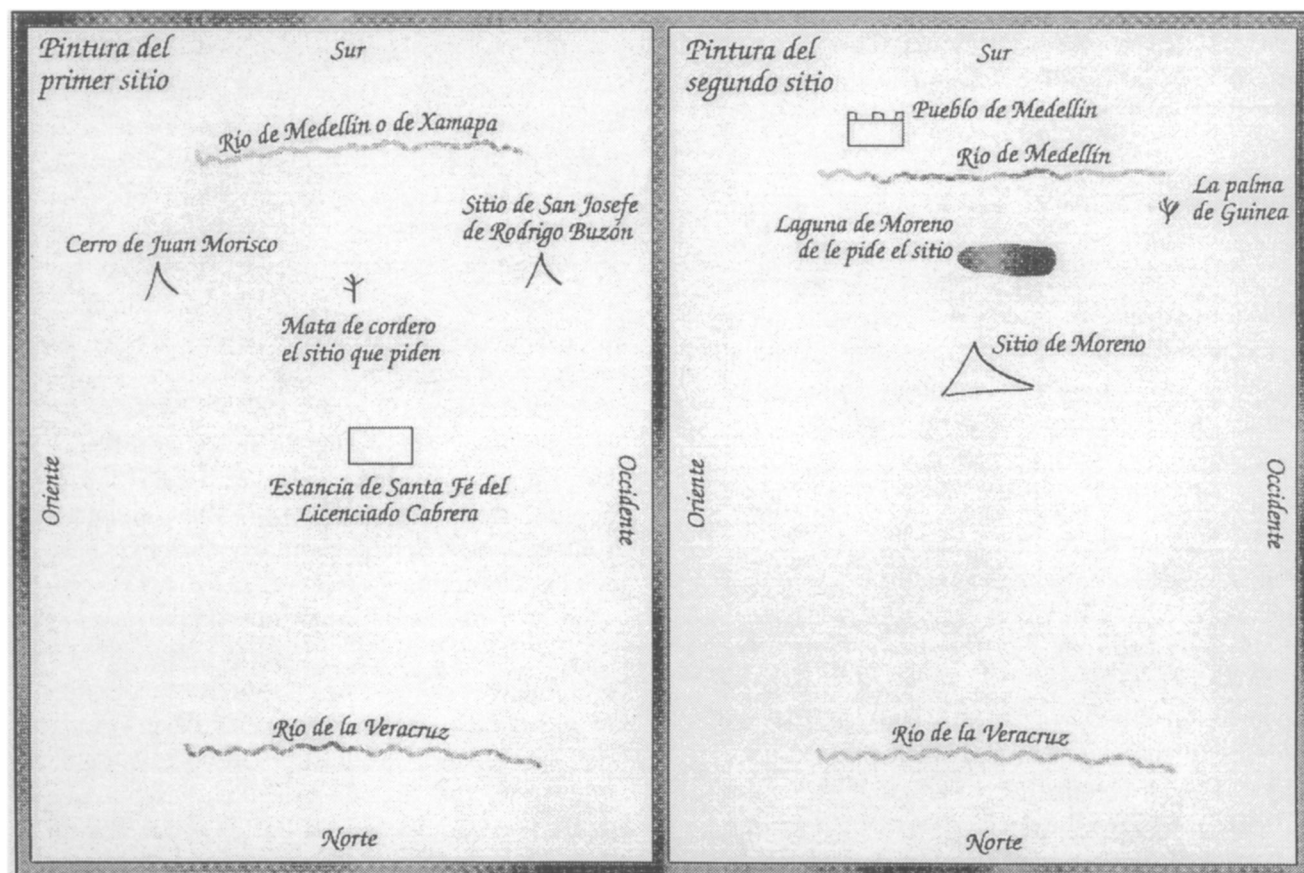 Pintura del
primer sitio
Sur
Río de Medellín o de Xamapa
Sitio de San Josefe
de Rodrigo Buzón
Cerro de Juan Morisco
Mata de cordero
el sitio que piden
Oriente
Occidente
Estancia de Santa Fé del
Licenciado Cabrera
Río de la Veracruz
Norte
Pintura del
segundo sitio
Sur
Pueblo de Medellín
Río de Medellín
La palma
de Guinea
Laguna de Moreno
de le pide el sitio
Sitio de Moreno
Oriente
Occidente
Río de la Veracruz
Norte